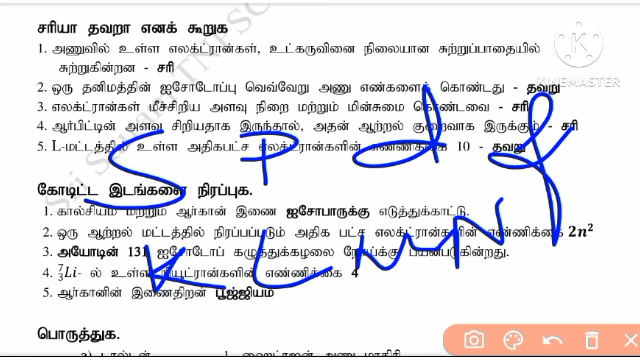 சரியா தவறா எனக் கூறுக
1. அணுவில் உள்ள எலக்ட்ரான்கள், உட்கருவினை நிலையான சுற்றுப்பாதையில்
சுற்றுகின்றன - சரி
KINEMASTER
2. ஒரு தனிமத்தின் ஐசோடோப்பு வெவ்வேறு அணு எண்களைக் கொண்டது - தவறு
3. எலக்ட்ரான்கள் மீச்சிறிய அளவு நிறை மற்றும் மின்சுமை கொண்டவை - சரி
4. ஆர்பிட்டின் அளவு சிறியதாக இருந்தால், அதன் ஆற்றல் குறைவாக இருக்கும் - சரி
5. L-மட்டத்தில் உள்ள அதிகபட்ச எலக்ட்ரான்களின் எண்ணிக்கை 10 - தவறு
S P d f
கோடிட்ட இடங்களை நிரப்புக.
1. கால்சியம் மற்றும் ஆர்கான் இணை ஐசோபாருக்கு எடுத்துக்காட்டு.
2. ஒரு ஆற்றல் மட்டத்தில் நிரப்பப்படும் அதிக பட்ச எலக்ட்ரான்களின் எண்ணிக்கை 2n²
K L M N
3. அயோடின் 131 ஐசோடோப் கழுத்துக்கழலை நோய்க்கு பயன்படுகின்றது.
4. ⁷₃Li- ல் உள்ள நியூட்ரான்களின் எண்ணிக்கை 4
5. ஆர்கானின் இணைதிறன் பூஜ்ஜியம்
பொருத்துக.